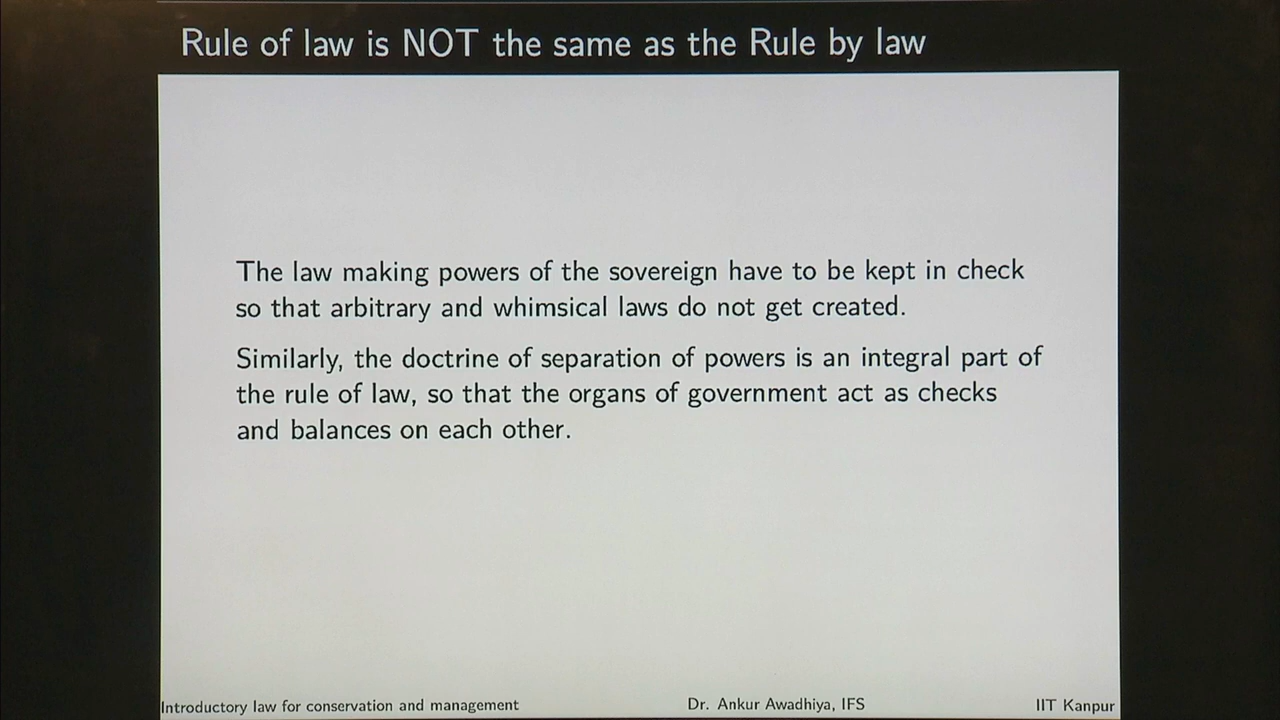 Rule of law is NOT the same as the Rule by law
The law making powers of the sovereign have to be kept in check
so that arbitrary and whimsical laws do not get created.
Similarly, the doctrine of separation of powers is an integral part of
the rule of law, so that the organs of government act as checks
and balances on each other.
Introductory law for conservation and management Dr. Ankur Awadhiya, IFS IIT Kanpur